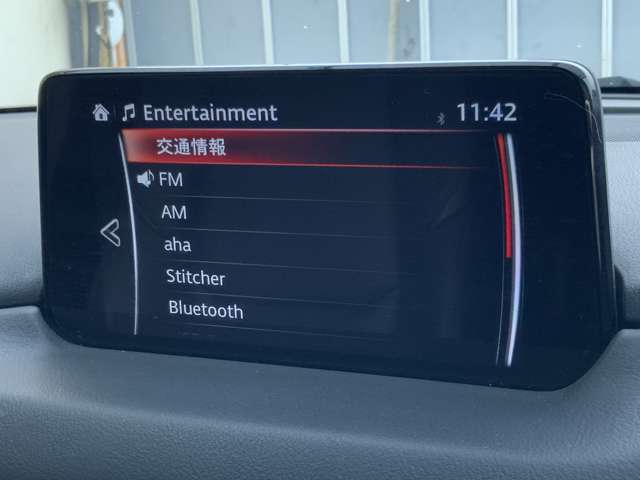 Entertainment
11:42
交通情報
FM
AM
aha
Stitcher
Bluetooth